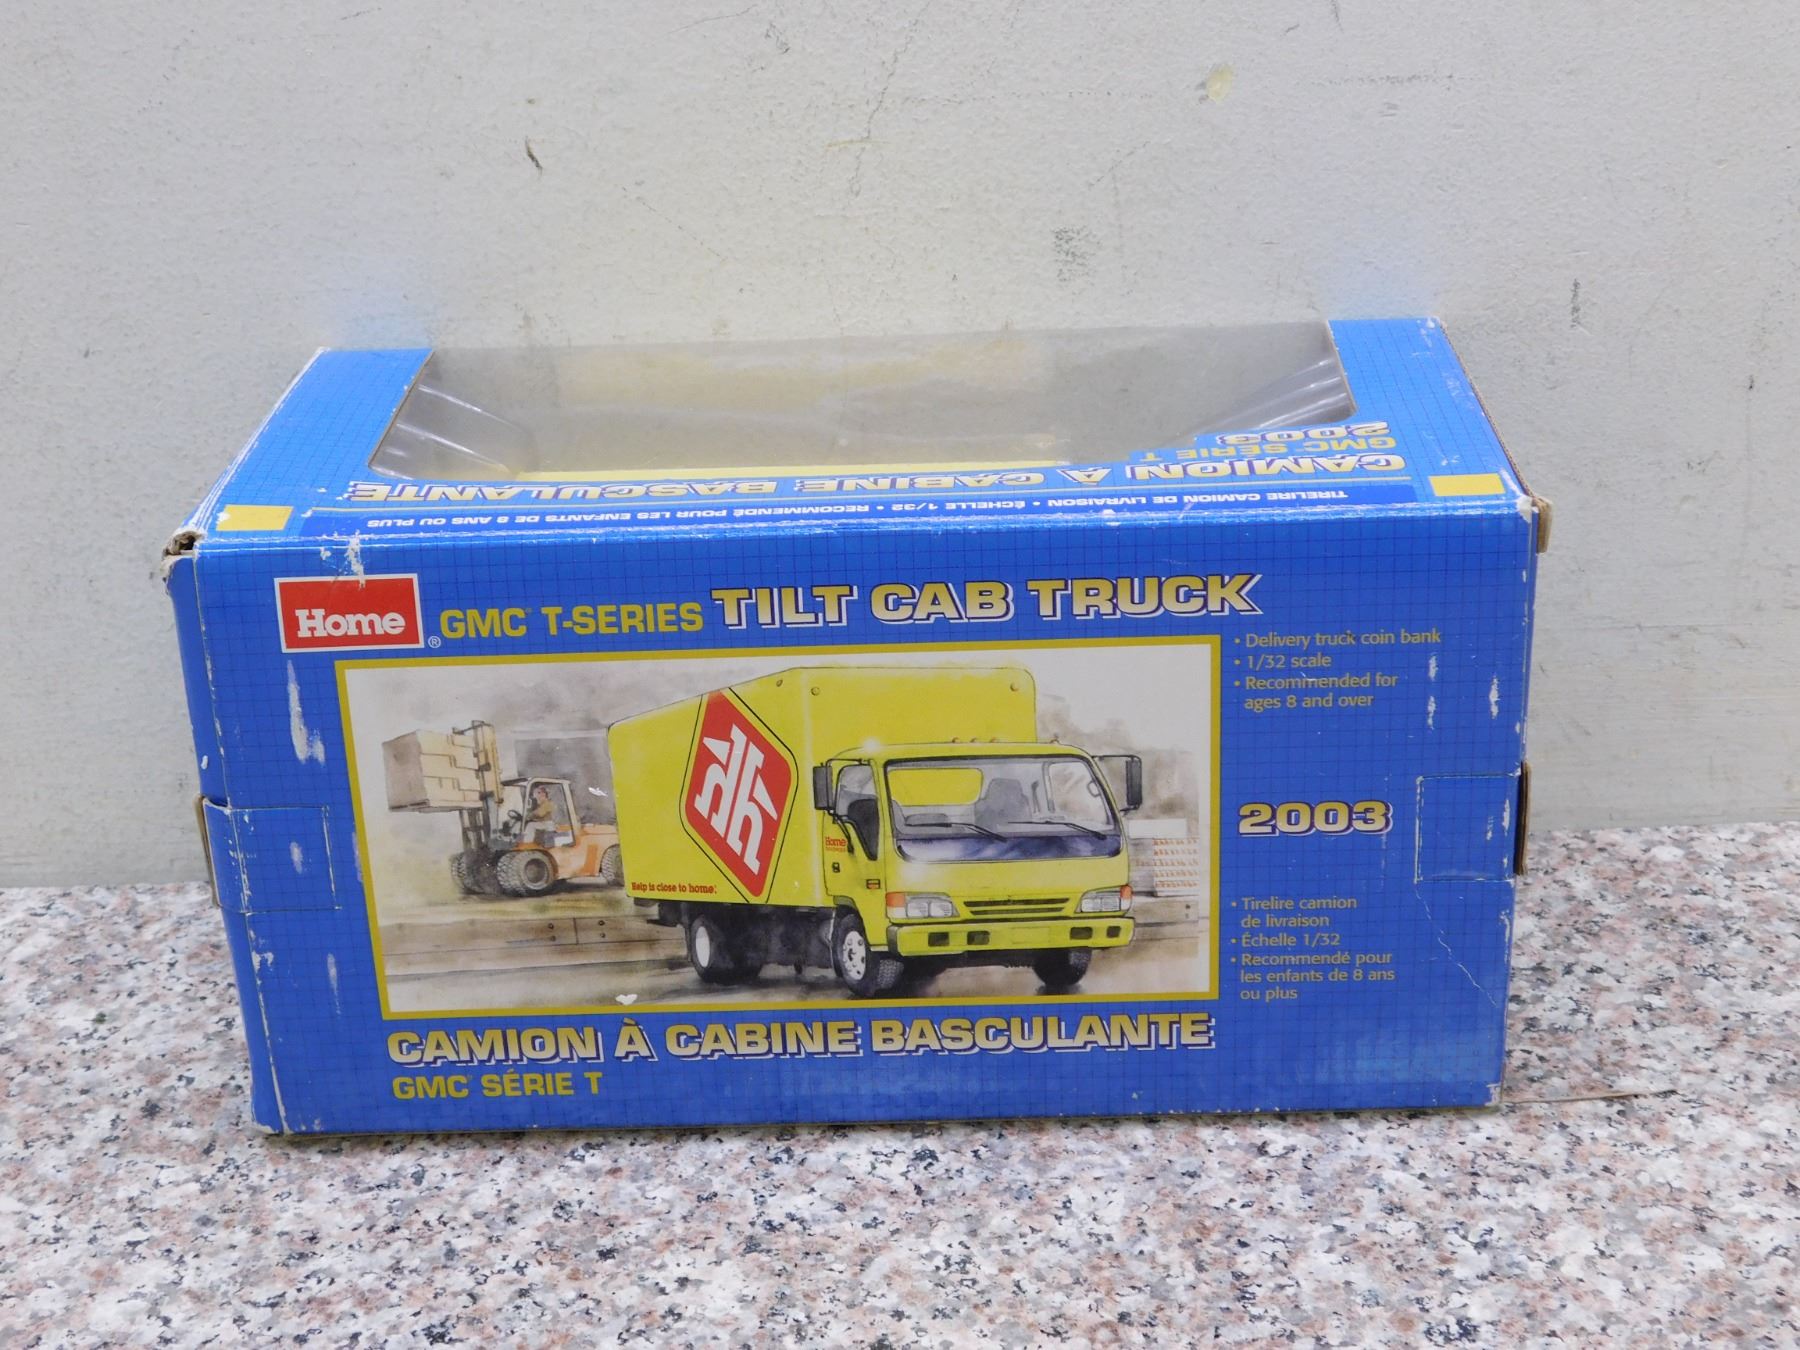 2003
GMC SÉRIE T
CAMION À CABINE BASCULANTE
TIRELIRE CAMION DE LIVRAISON • ÉCHELLE 1/32 • RECOMMENDÉ POUR LES ENFANTS DE 8 ANS OU PLUS
Home ®
GMC T-SERIES TILT CAB TRUCK
• Delivery truck coin bank
• 1/32 scale
• Recommended for
ages 8 and over
Home
Help is close to home.
2003
• Tirelire camion
de livraison
• Échelle 1/32
• Recommendé pour
les enfants de 8 ans
ou plus
CAMION À CABINE BASCULANTE
GMC SÉRIE T